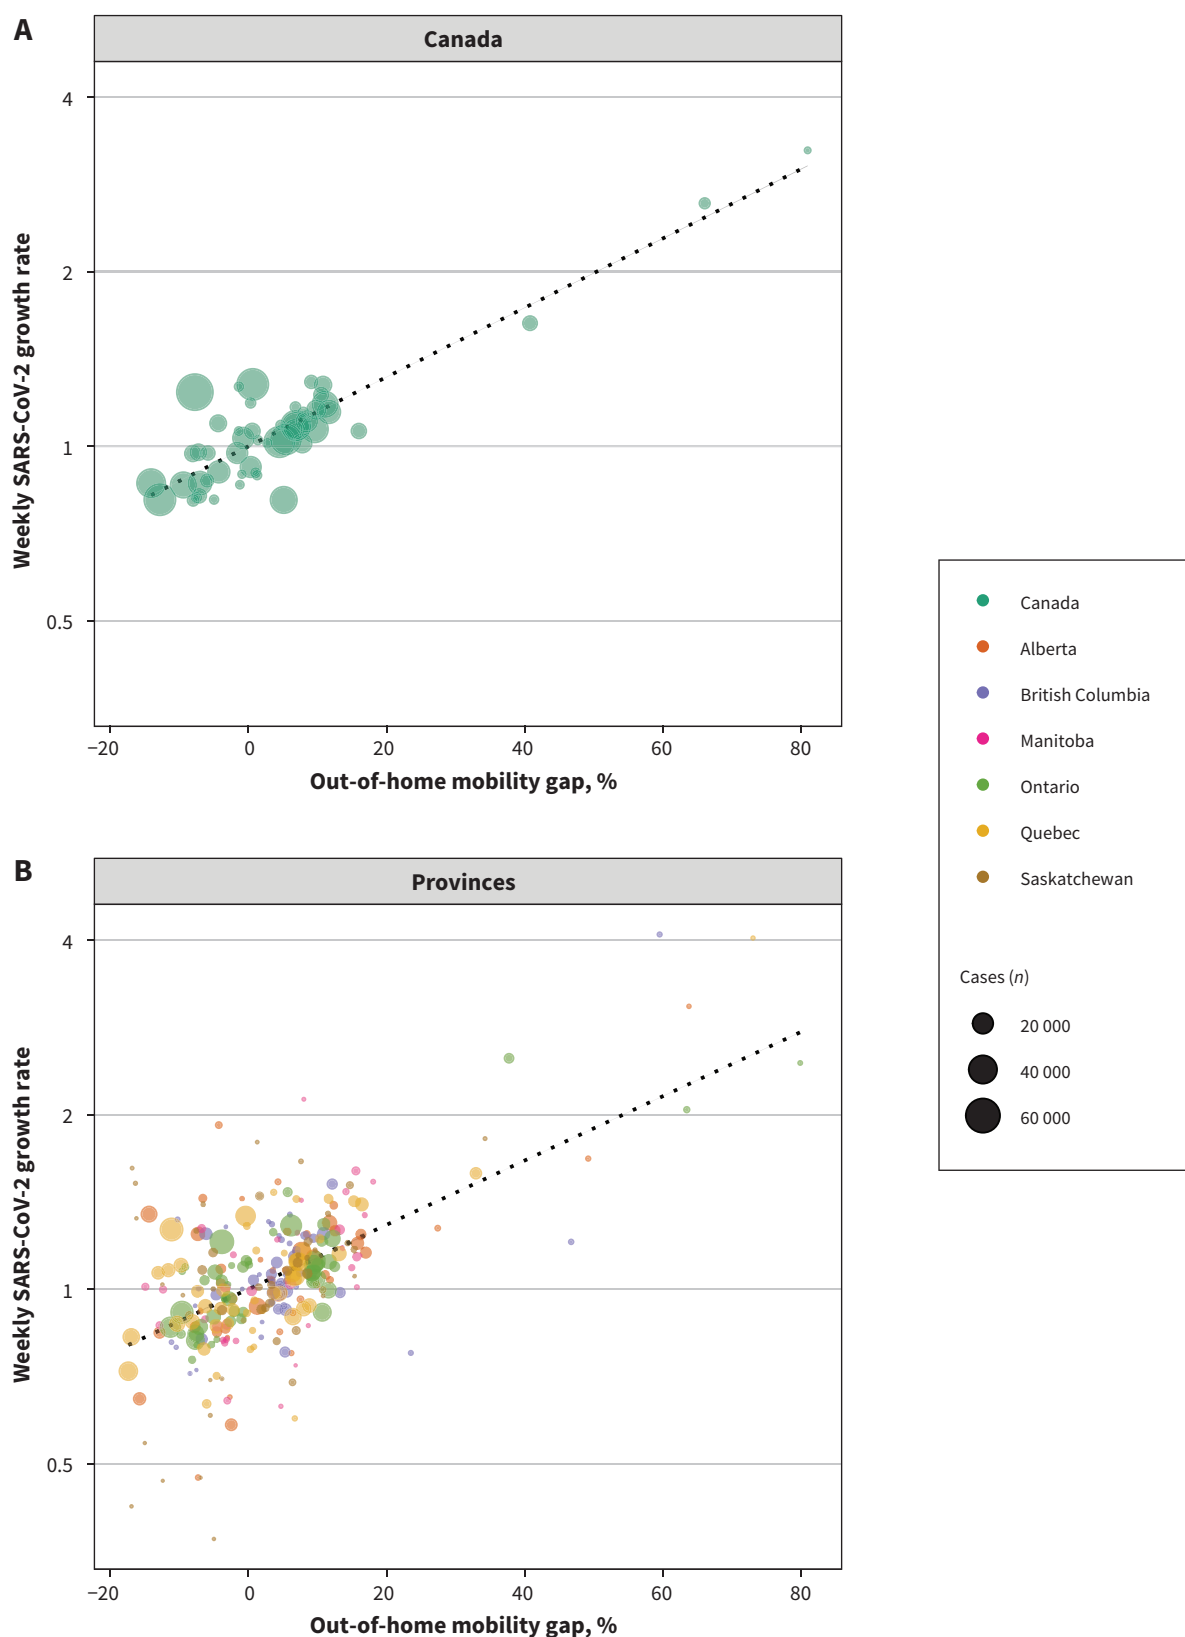 A
Canada
4
2
1
0.5
Weekly SARS-CoV-2 growth rate
−20 0 20 40 60 80
Out-of-home mobility gap, %
B
Provinces
4
2
1
0.5
Weekly SARS-CoV-2 growth rate
−20 0 20 40 60 80
Out-of-home mobility gap, %
Canada
Alberta
British Columbia
Manitoba
Ontario
Quebec
Saskatchewan
Cases (n)
20 000
40 000
60 000